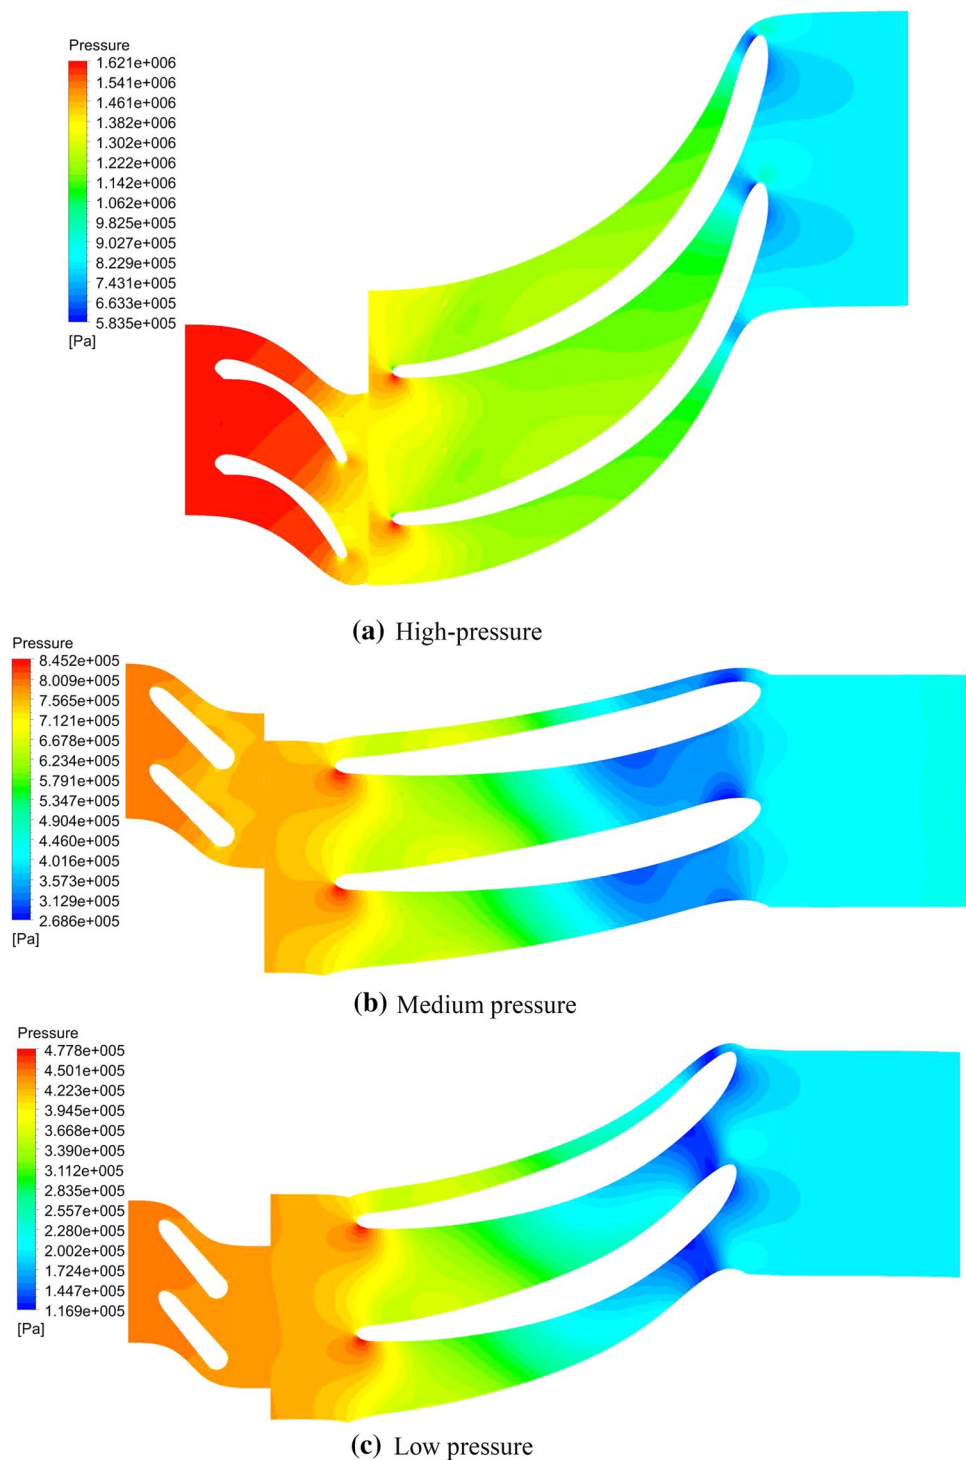 Pressure
1.621e+006
1.541e+006
1.461e+006
1.382e+006
1.302e+006
1.222e+006
1.142e+006
1.062e+006
9.825e+005
9.027e+005
8.229e+005
7.431e+005
6.633e+005
5.835e+005
[Pa]
(a) High-pressure
Pressure
8.452e+005
8.009e+005
7.565e+005
7.121e+005
6.678e+005
6.234e+005
5.791e+005
5.347e+005
4.904e+005
4.460e+005
4.016e+005
3.573e+005
3.129e+005
2.686e+005
[Pa]
(b) Medium pressure
Pressure
4.778e+005
4.501e+005
4.223e+005
3.945e+005
3.668e+005
3.390e+005
3.112e+005
2.835e+005
2.557e+005
2.280e+005
2.002e+005
1.724e+005
1.447e+005
1.169e+005
[Pa]
(c) Low pressure